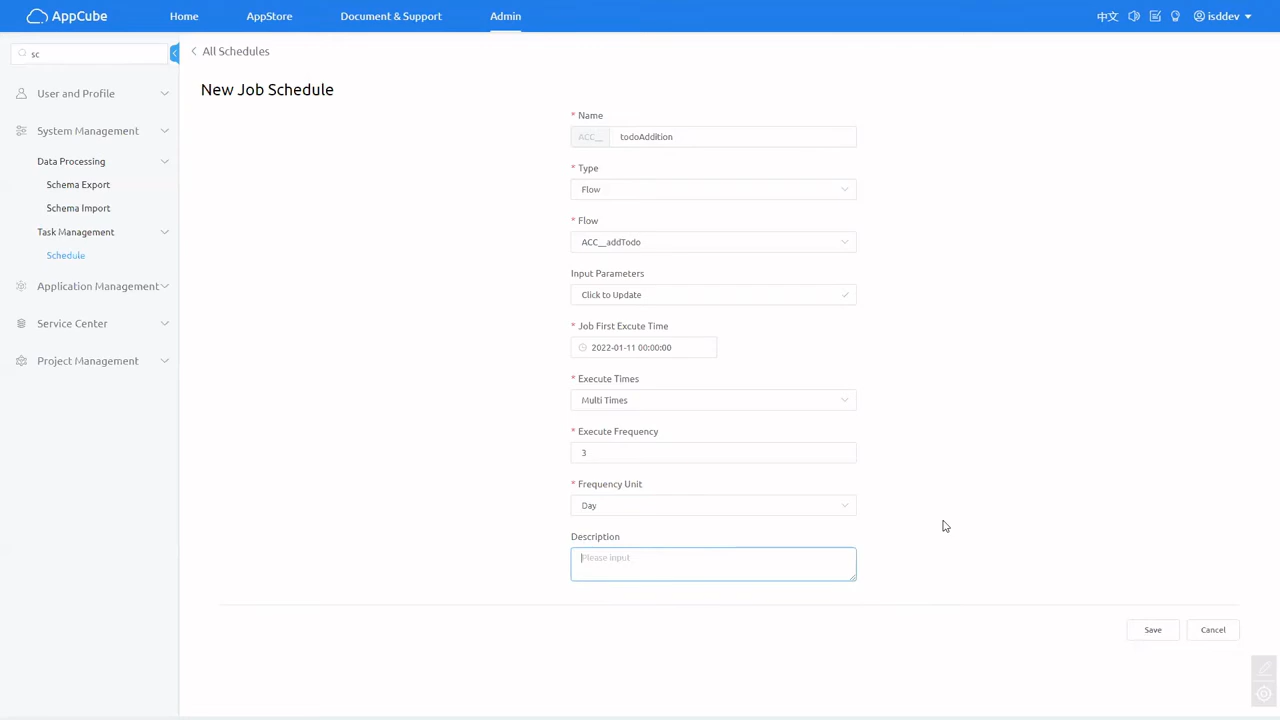 AppCube
Home
AppStore
Document & Support
Admin
中文
isddev
sc
User and Profile
System Management
Data Processing
Schema Export
Schema Import
Task Management
Schedule
Application Management
Service Center
Project Management
All Schedules
New Job Schedule
* Name
ACC__
todoAddition
* Type
Flow
* Flow
ACC__addTodo
Input Parameters
Click to Update
* Job First Excute Time
2022-01-11 00:00:00
* Execute Times
Multi Times
* Execute Frequency
3
* Frequency Unit
Day
Description
Please input
Save
Cancel